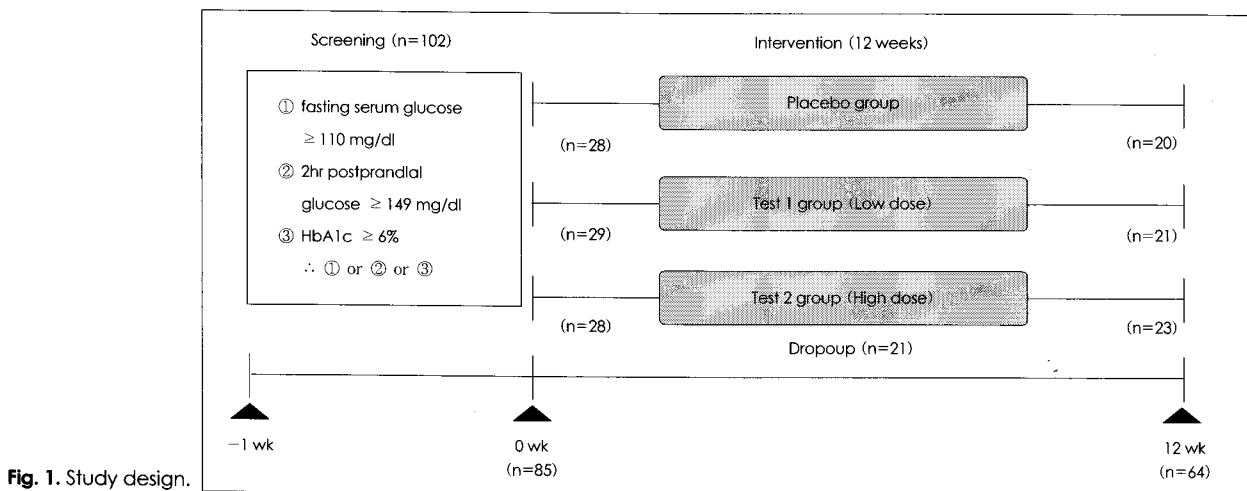 Screening (n=102)
Intervention (12 weeks)
① fasting serum glucose
≥ 110 mg/dl
② 2hr postprandial
glucose ≥ 149 mg/dl
③ HbA1c ≥ 6%
∴ ① or ② or ③
Placebo group
(n=28)
(n=20)
Test 1 group (Low dose)
(n=29)
(n=21)
Test 2 group (High dose)
(n=28)
(n=23)
Dropoup (n=21)
−1 wk
0 wk
(n=85)
12 wk
(n=64)
Fig. 1. Study design.